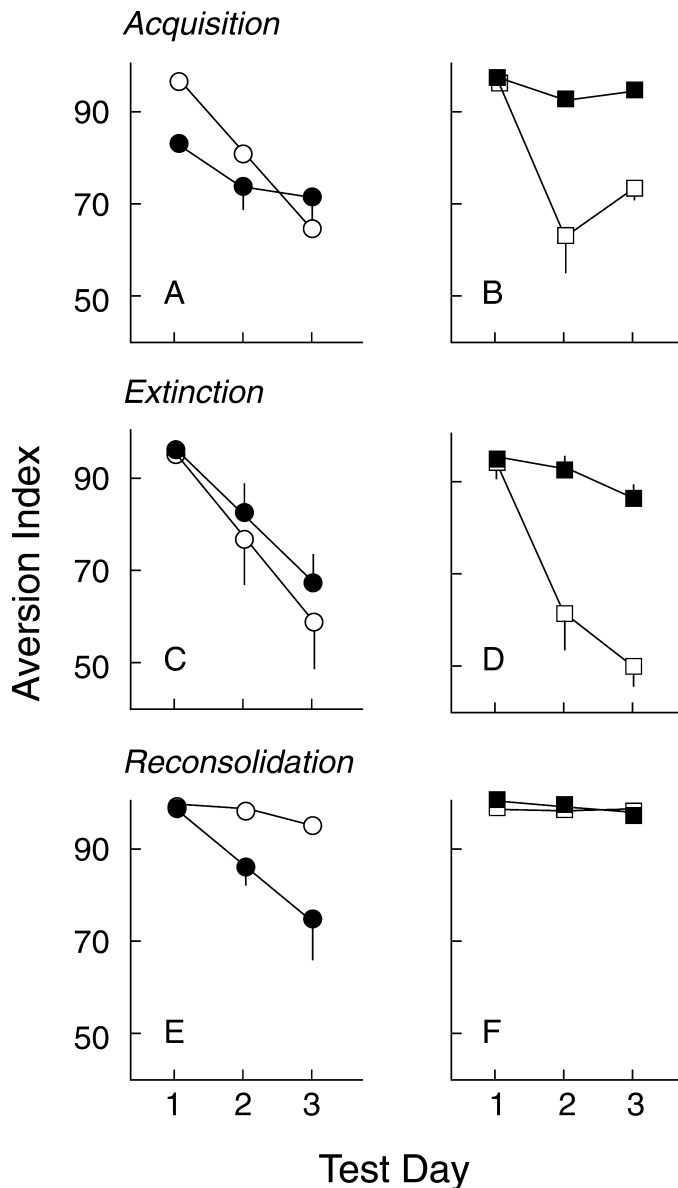 Acquisition
90
70
50
A
B
Extinction
90
70
50
C
D
Aversion Index
Reconsolidation
90
70
50
E
F
1 2 3 1 2 3
Test Day